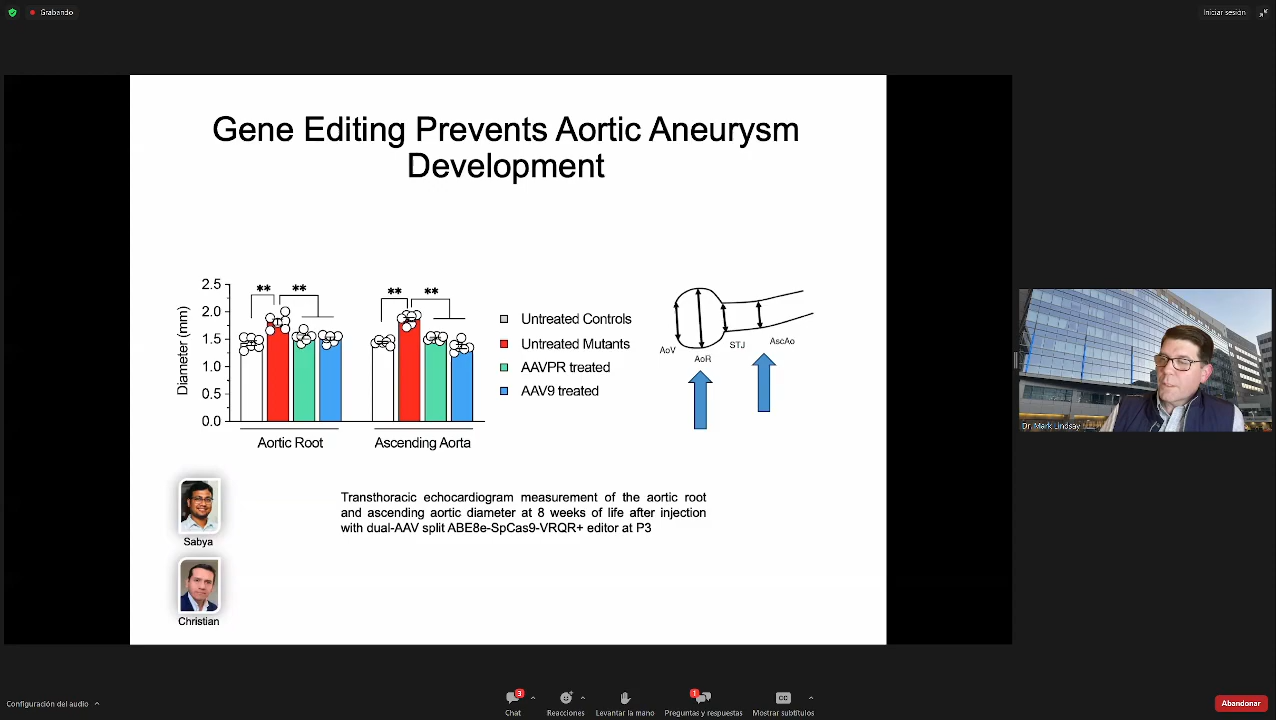 Grabando
Iniciar sesión
Gene Editing Prevents Aortic Aneurysm
Development
2.5
2.0
1.5
1.0
0.5
0.0
Diameter (mm)
** **
** **
Aortic Root
Ascending Aorta
Untreated Controls
Untreated Mutants
AAVPR treated
AAV9 treated
AoV
AoR
STJ
AscAo
Dr. Mark Lindsay
Transthoracic echocardiogram measurement of the aortic root
and ascending aortic diameter at 8 weeks of life after injection
with dual-AAV split ABE8e-SpCas9-VRQR+ editor at P3
Sabya
Christian
Configuración del audio
3
Chat
Reacciones
Levantar la mano
1
Preguntas y respuestas
CC
Mostrar subtítulos
Abandonar